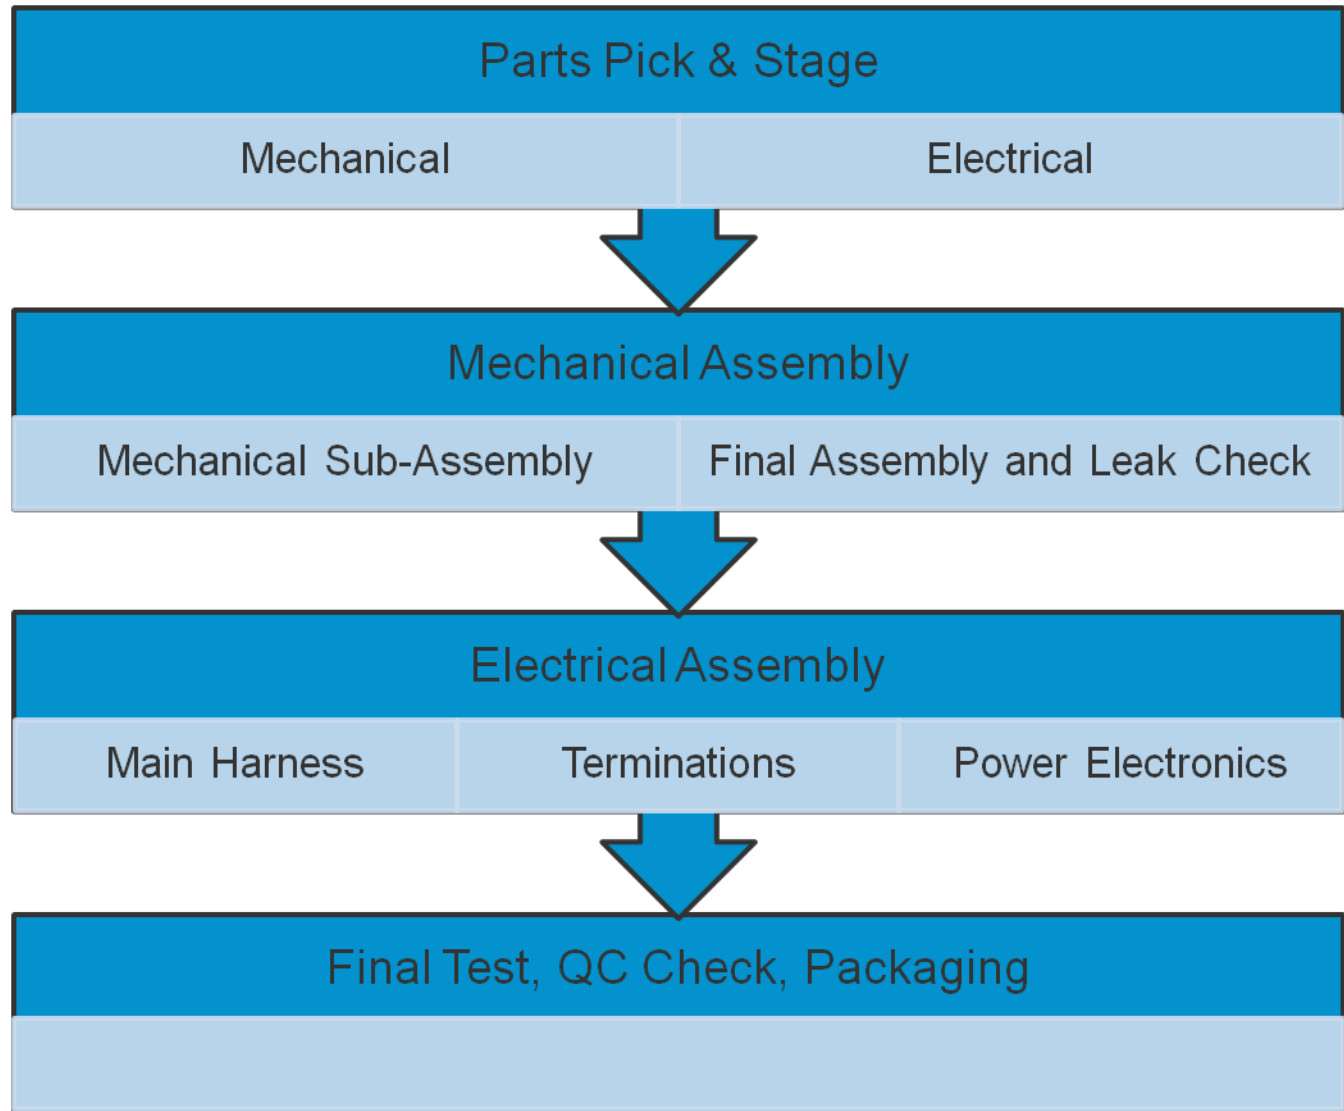 Parts Pick & Stage
Mechanical
Electrical
Mechanical Assembly
Mechanical Sub-Assembly
Final Assembly and Leak Check
Electrical Assembly
Main Harness
Terminations
Power Electronics
Final Test, QC Check, Packaging